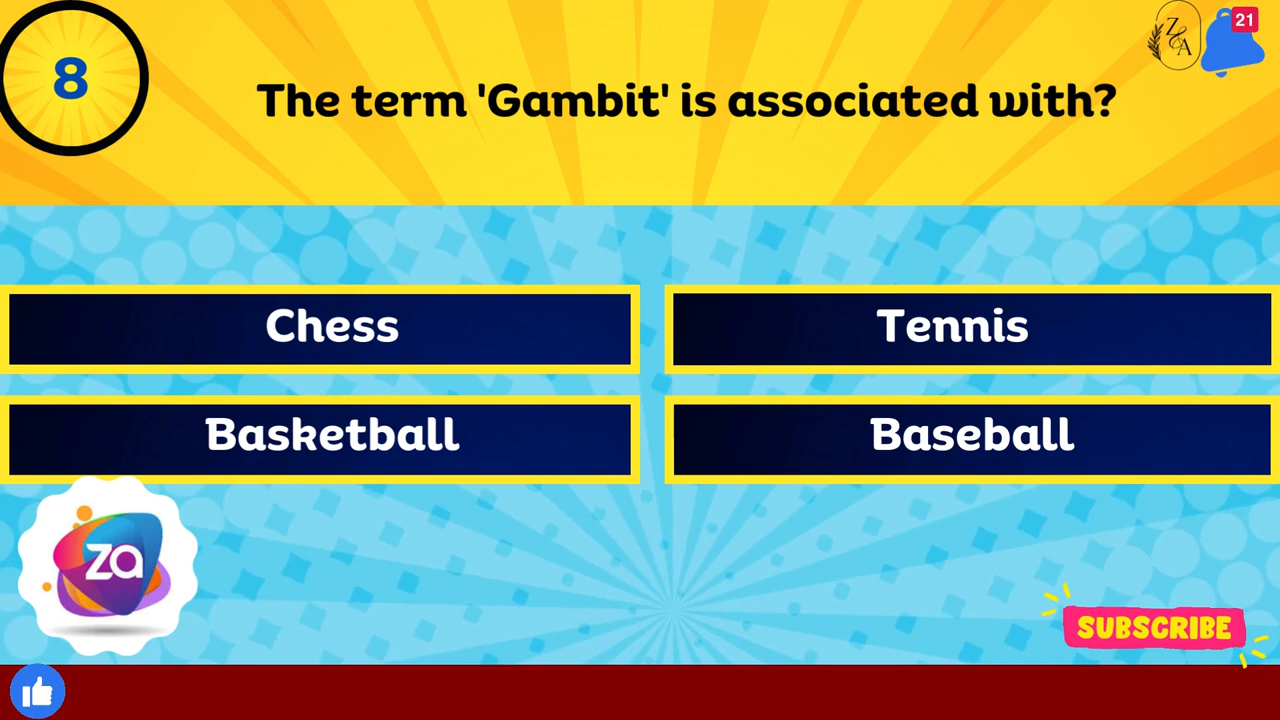 8
The term 'Gambit' is associated with?
Z&A
21
Chess
Tennis
Basketball
Baseball
za
SUBSCRIBE